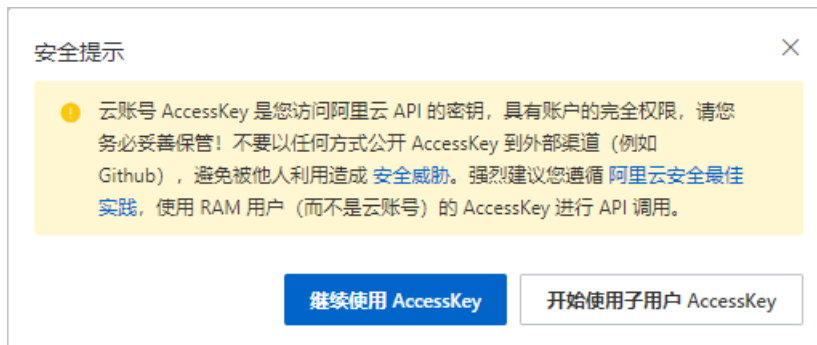 安全提示
云账号 AccessKey 是您访问阿里云 API 的密钥，具有账户的完全权限，请您
务必妥善保管！不要以任何方式公开 AccessKey 到外部渠道（例如
Github），避免被他人利用造成 安全威胁。强烈建议您遵循 阿里云安全最佳
实践，使用 RAM 用户（而不是云账号）的 AccessKey 进行 API 调用。
继续使用 AccessKey
开始使用子用户 AccessKey